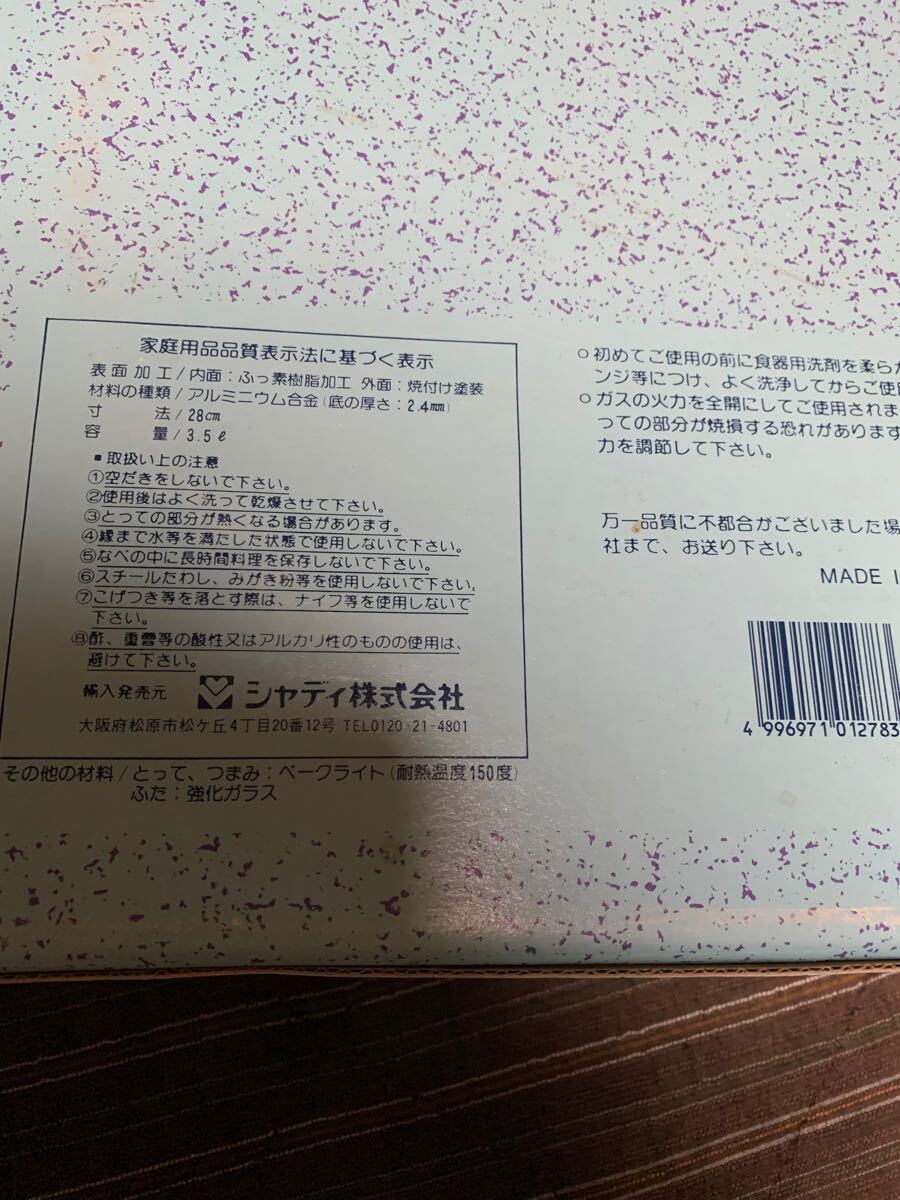 家庭用品品質表示法に基づく表示
表面加工/内面:ふっ素樹脂加工 外面:焼付け塗装
材料の種類/アルミニウム合金(底の厚さ:2.4mm)
寸 法/28cm
容 量/3.5ℓ
■取扱い上の注意
①空だきをしないで下さい。
②使用後はよく洗って乾燥させて下さい。
③とっての部分が熱くなる場合があります。
④縁まで水等を満たした状態で使用しないで下さい。
⑤なべの中に長時間料理を保存しないで下さい。
⑥スチールたわし、みがき粉等を使用しないで下さい。
⑦こげつき等を落とす際は、ナイフ等を使用しないで
下さい。
⑧酢、重曹等の酸性又はアルカリ性のものの使用は、
避けて下さい。
輸入発売元 シャディ株式会社
大阪府松原市松ケ丘4丁目20番12号 TEL0120-21-4801
その他の材料/とって、つまみ:ベークライト(耐熱温度150度)
ふた:強化ガラス
○初めてご使用の前に食器用洗剤を柔らか
ンジ等につけ、よく洗浄してからご使
○ガスの火力を全開にしてご使用されま
っての部分が焼損する恐れがあります
力を調節して下さい。
万一品質に不都合がございました場
社まで、お送り下さい。
MADE I
4 996971 012783